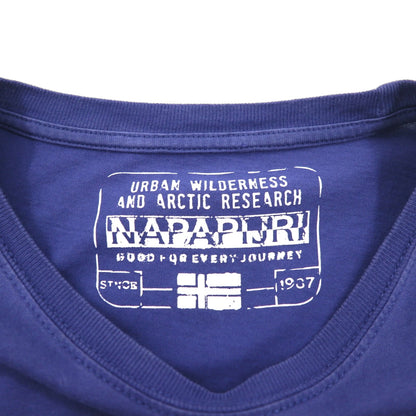 URBAN WILDERNESS
AND ARCTIC RESEARCH
NAPAPIJRI
GOOD FOR EVERY JOURNEY
SINCE 1987